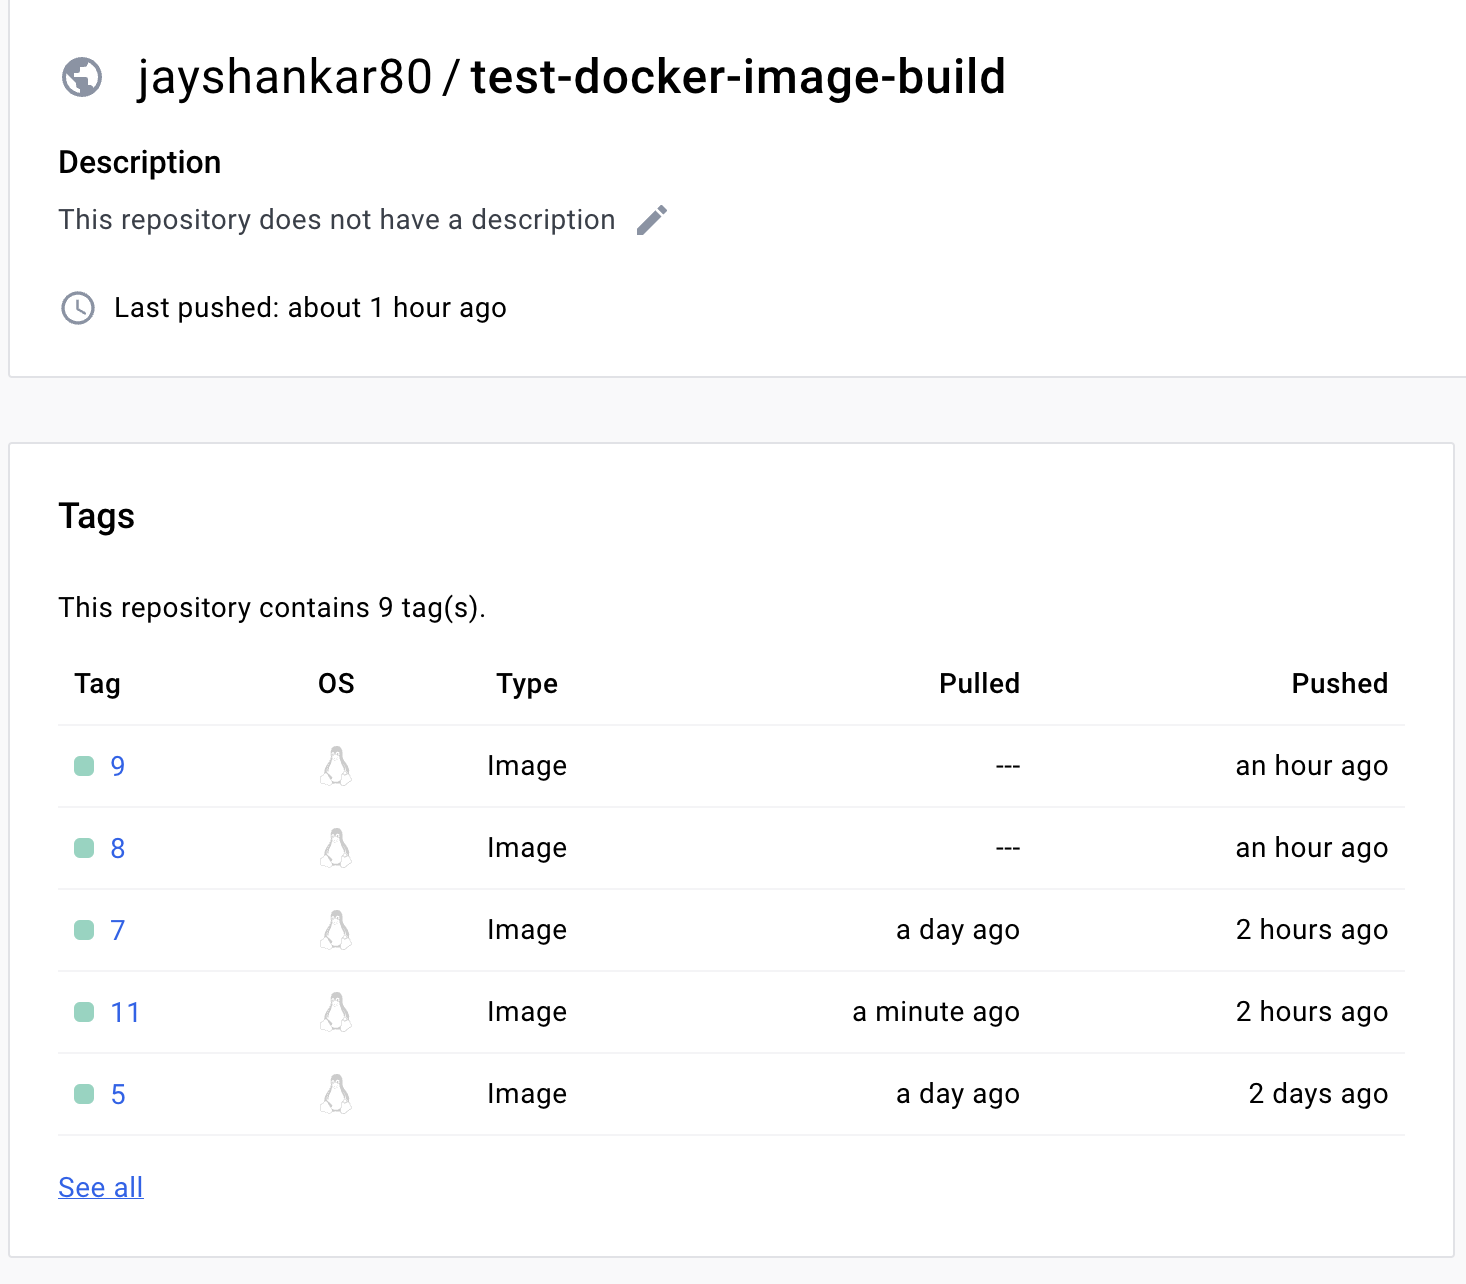 jayshankar80 / test-docker-image-build
Description
This repository does not have a description
Last pushed: about 1 hour ago
Tags
This repository contains 9 tag(s).
Tag OS Type Pulled Pushed
9 Image --- an hour ago
8 Image --- an hour ago
7 Image a day ago 2 hours ago
11 Image a minute ago 2 hours ago
5 Image a day ago 2 days ago
See all